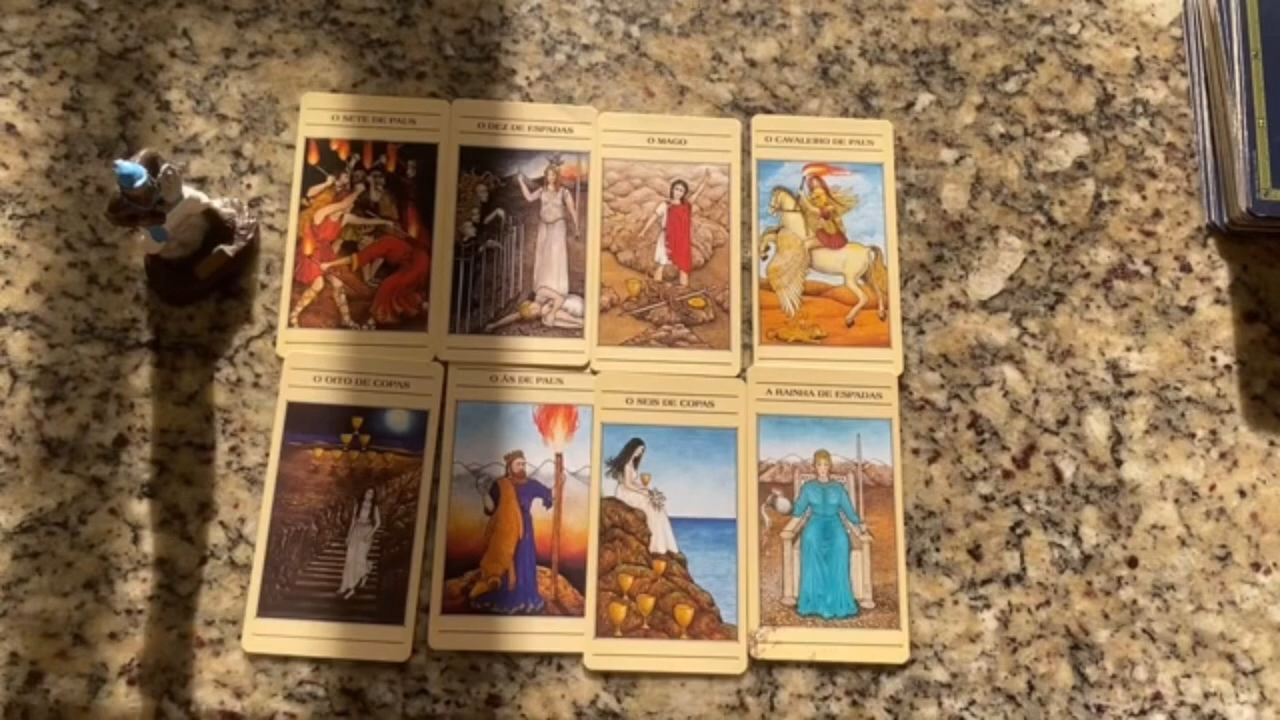 O SETE DE PAUS
O DEZ DE ESPADAS
O MAGO
O CAVALEIRO DE PAUS
O OITO DE COPAS
O ÁS DE PAUS
O SEIS DE COPAS
A RAINHA DE ESPADAS